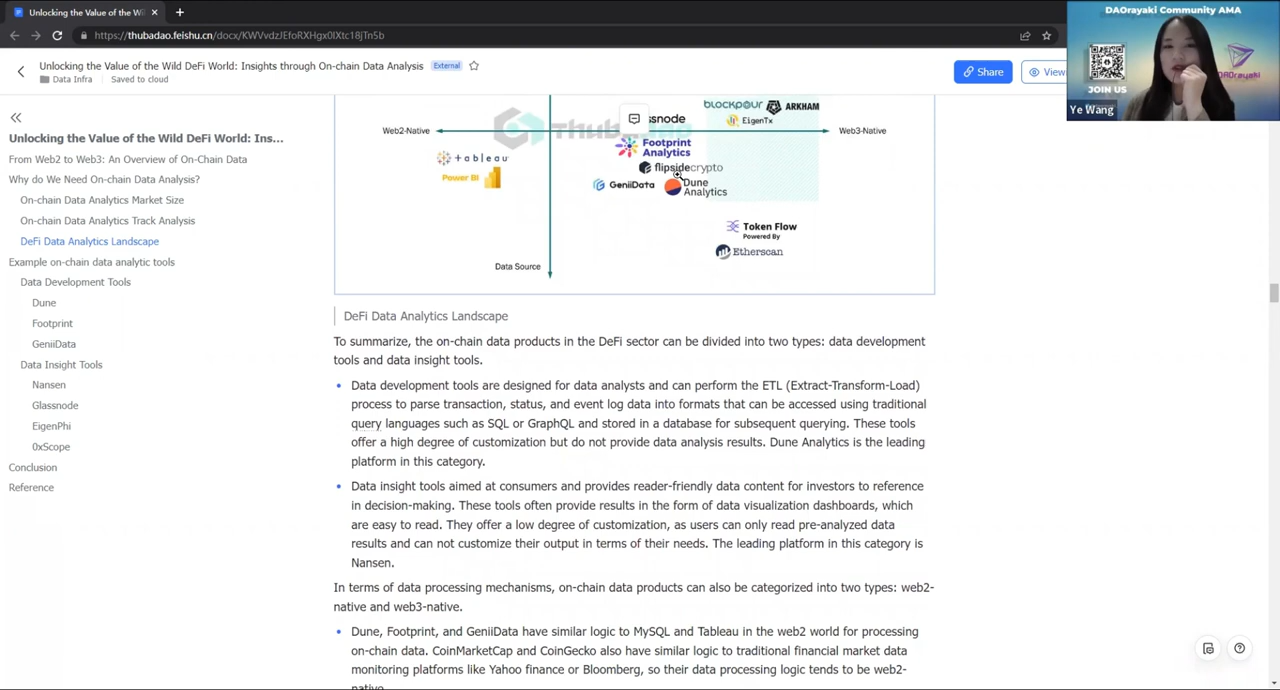 Unlocking the Value of the Wil
https://thubadao.feishu.cn/docx/KWVvdzJEfoRXHgx0lXtc18jTn5b
Unlocking the Value of the Wild DeFi World: Insights through On-chain Data Analysis
External
Data Infra
Saved to cloud
Share
View
DAOrayaki Community AMA
JOIN US
DAOrayaki
Ye Wang
Unlocking the Value of the Wild DeFi World: Ins...
From Web2 to Web3: An Overview of On-Chain Data
Why do We Need On-chain Data Analysis?
On-chain Data Analytics Market Size
On-chain Data Analytics Track Analysis
DeFi Data Analytics Landscape
Example on-chain data analytic tools
Data Development Tools
Dune
Footprint
GeniiData
Data Insight Tools
Nansen
Glassnode
EigenPhi
0xScope
Conclusion
Reference
blockpour
ARKHAM
ssnode
EigenTx
Web2-Native
Web3-Native
Footprint
Analytics
+ableau
flipsidecrypto
Power BI
GeniiData
Dune
Analytics
Token Flow
Powered By
Etherscan
Data Source
DeFi Data Analytics Landscape
To summarize, the on-chain data products in the DeFi sector can be divided into two types: data development
tools and data insight tools.
• Data development tools are designed for data analysts and can perform the ETL (Extract-Transform-Load)
process to parse transaction, status, and event log data into formats that can be accessed using traditional
query languages such as SQL or GraphQL and stored in a database for subsequent querying. These tools
offer a high degree of customization but do not provide data analysis results. Dune Analytics is the leading
platform in this category.
• Data insight tools aimed at consumers and provides reader-friendly data content for investors to reference
in decision-making. These tools often provide results in the form of data visualization dashboards, which
are easy to read. They offer a low degree of customization, as users can only read pre-analyzed data
results and can not customize their output in terms of their needs. The leading platform in this category is
Nansen.
In terms of data processing mechanisms, on-chain data products can also be categorized into two types: web2-
native and web3-native.
• Dune, Footprint, and GeniiData have similar logic to MySQL and Tableau in the web2 world for processing
on-chain data. CoinMarketCap and CoinGecko also have similar logic to traditional financial market data
monitoring platforms like Yahoo finance or Bloomberg, so their data processing logic tends to be web2-
native.